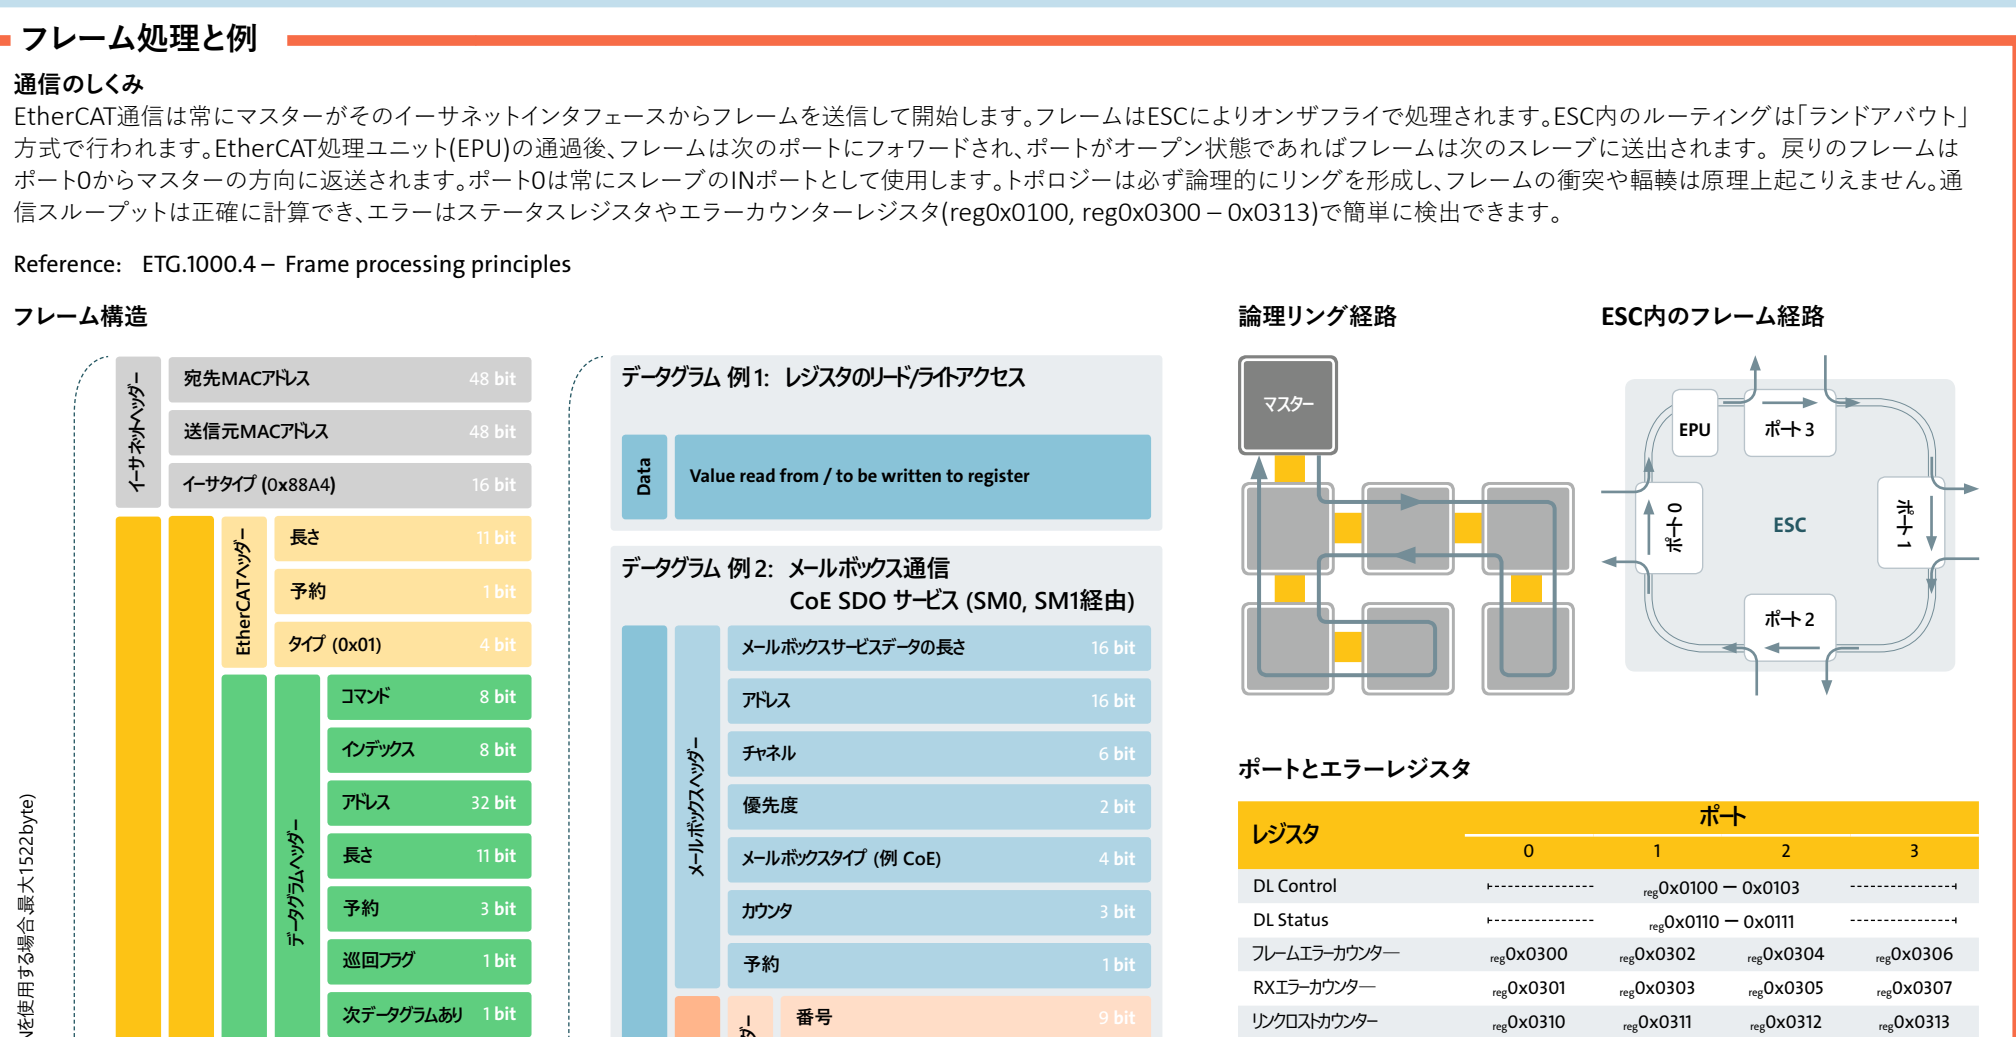 フレーム処理と例
通信のしくみ
EtherCAT通信は常にマスターがそのイーサネットインタフェースからフレームを送信して開始します。フレームはESCによりオンザフライで処理されます。ESC内のルーティングは「ランドアバウト」
方式で行われます。EtherCAT処理ユニット(EPU)の通過後、フレームは次のポートにフォワードされ、ポートがオープン状態であればフレームは次のスレーブに送出されます。戻りのフレームは
ポート0からマスターの方向に返送されます。ポート0は常にスレーブのINポートとして使用します。トポロジーは必ず論理的にリングを形成し、フレームの衝突や輻輳は原理上起こりえません。通
信スループットは正確に計算でき、エラーはステータスレジスタやエラーカウンターレジスタ(reg0x0100, reg0x0300 – 0x0313)で簡単に検出できます。
Reference: ETG.1000.4 – Frame processing principles
フレーム構造
イーサネットヘッダー
宛先MACアドレス 48 bit
送信元MACアドレス 48 bit
イーサタイプ (0x88A4) 16 bit
EtherCATヘッダー
長さ 11 bit
予約 1 bit
タイプ (0x01) 4 bit
データグラムヘッダー
コマンド 8 bit
インデックス 8 bit
アドレス 32 bit
長さ 11 bit
予約 3 bit
巡回フラグ 1 bit
次データグラムあり 1 bit
を使用する場合、最大1522byte)
データグラム 例 1: レジスタのリード/ライトアクセス
Data
Value read from / to be written to register
データグラム 例 2: メールボックス通信
CoE SDO サービス (SM0, SM1経由)
メールボックスヘッダー
メールボックスサービスデータの長さ 16 bit
アドレス 16 bit
チャネル 6 bit
優先度 2 bit
メールボックスタイプ (例 CoE) 4 bit
カウンタ 3 bit
予約 1 bit
番号 9 bit
ダー
論理リング経路
マスター
ESC内のフレーム経路
EPU
ポート 3
ポート 0
ESC
ポート 1
ポート 2
ポートとエラーレジスタ
レジスタ ポート
0 1 2 3
DL Control reg0x0100 – 0x0103
DL Status reg0x0110 – 0x0111
フレームエラーカウンター reg0x0300 reg0x0302 reg0x0304 reg0x0306
RXエラーカウンター reg0x0301 reg0x0303 reg0x0305 reg0x0307
リンクロストカウンター reg0x0310 reg0x0311 reg0x0312 reg0x0313